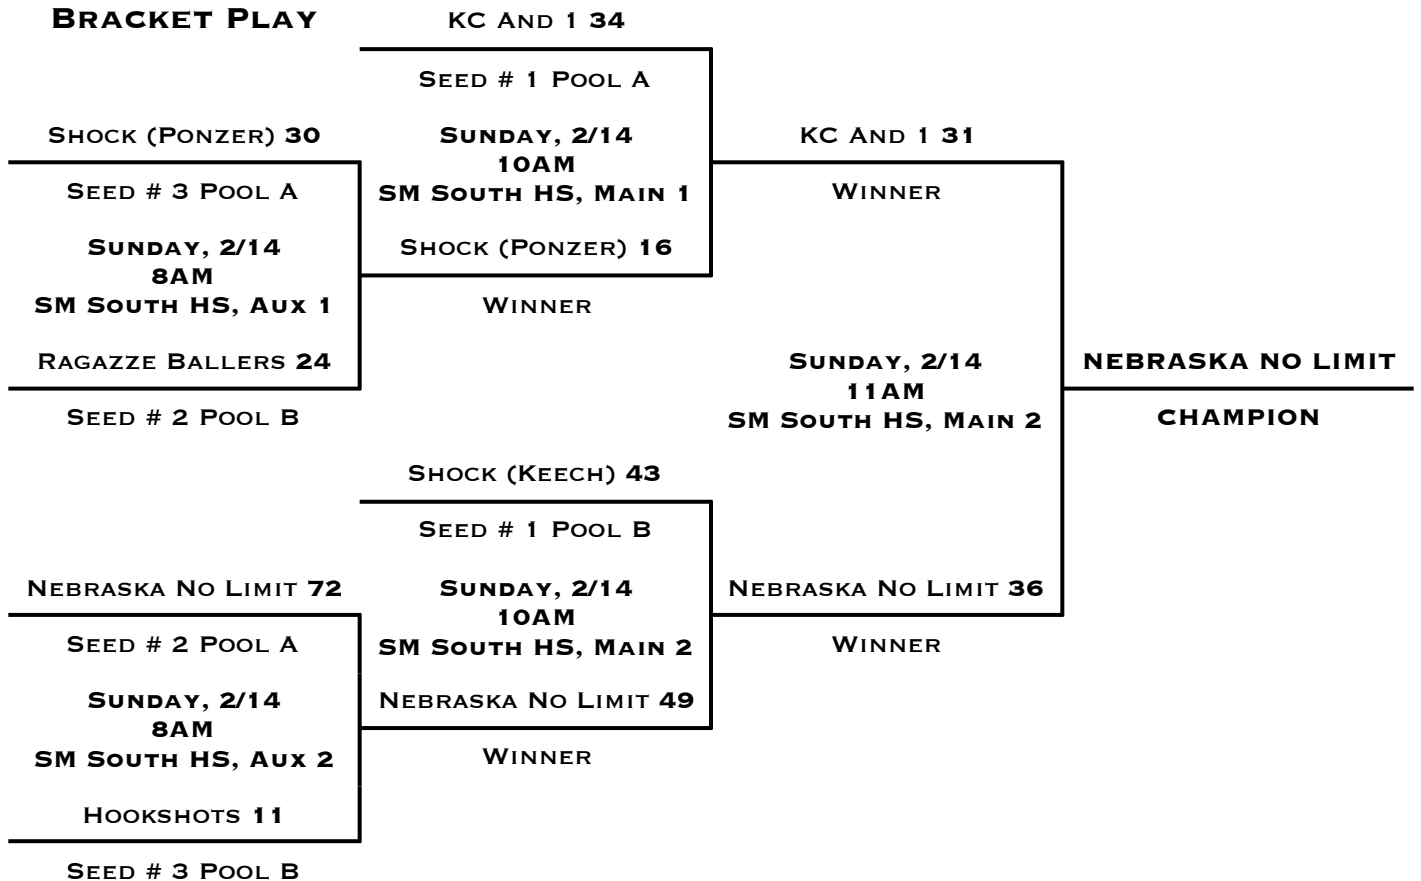 Bracket Play
KC And 1 34
Seed # 1 Pool A
Shock (Ponzer) 30
Seed # 3 Pool A
Sunday, 2/14
8AM
SM South HS, Aux 1
Ragazze Ballers 24
Seed # 2 Pool B
Sunday, 2/14
10AM
SM South HS, Main 1
Shock (Ponzer) 16
Winner
KC And 1 31
Winner
Sunday, 2/14
11AM
SM South HS, Main 2
NEBRASKA NO LIMIT
CHAMPION
Shock (Keech) 43
Seed # 1 Pool B
Nebraska No Limit 72
Seed # 2 Pool A
Sunday, 2/14
8AM
SM South HS, Aux 2
Hookshots 11
Seed # 3 Pool B
Sunday, 2/14
10AM
SM South HS, Main 2
Nebraska No Limit 49
Winner
Nebraska No Limit 36
Winner